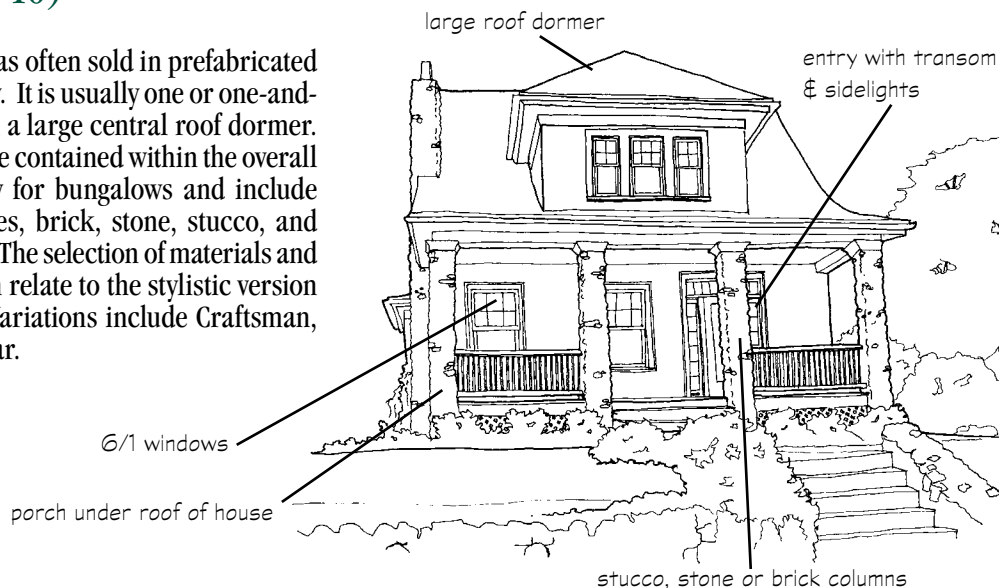 10)
as often sold in prefabricated
. It is usually one or one-and-
a large central roof dormer.
e contained within the overall
for bungalows and include
es, brick, stone, stucco, and
The selection of materials and
relate to the stylistic version
ariations include Craftsman,
ur.
large roof dormer
entry with transom
& sidelights
6/1 windows
porch under roof of house
stucco, stone or brick columns